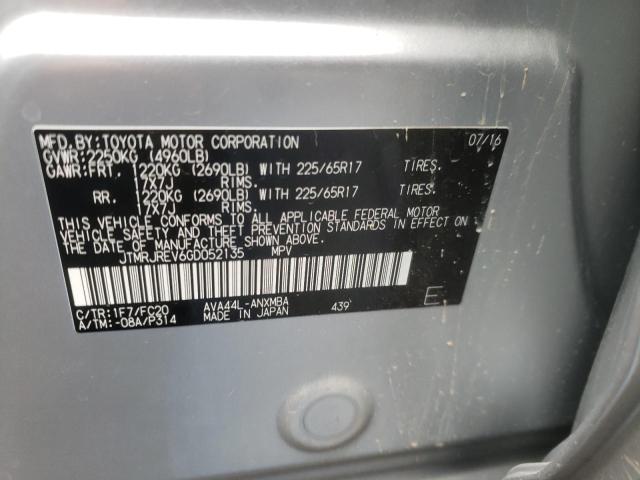 MFD. BY: TOYOTA MOTOR CORPORATION 07/16
GVWR: 2250KG (4960LB)
GAWR: FRT. 1220KG (2690LB) WITH 225/65R17 TIRES.
17X7J RIMS.
RR. 1220KG (2690LB) WITH 225/65R17 TIRES.
17X7J RIMS.
THIS VEHICLE CONFORMS TO ALL APPLICABLE FEDERAL MOTOR
VEHICLE SAFETY AND THEFT PREVENTION STANDARDS IN EFFECT ON
THE DATE OF MANUFACTURE SHOWN ABOVE.
JTMRJREV6GD052135 MPV
C/TR: 1F7/FC20 AVA44L-ANXMBA E
A/TM: -08A/P314 MADE IN JAPAN 439